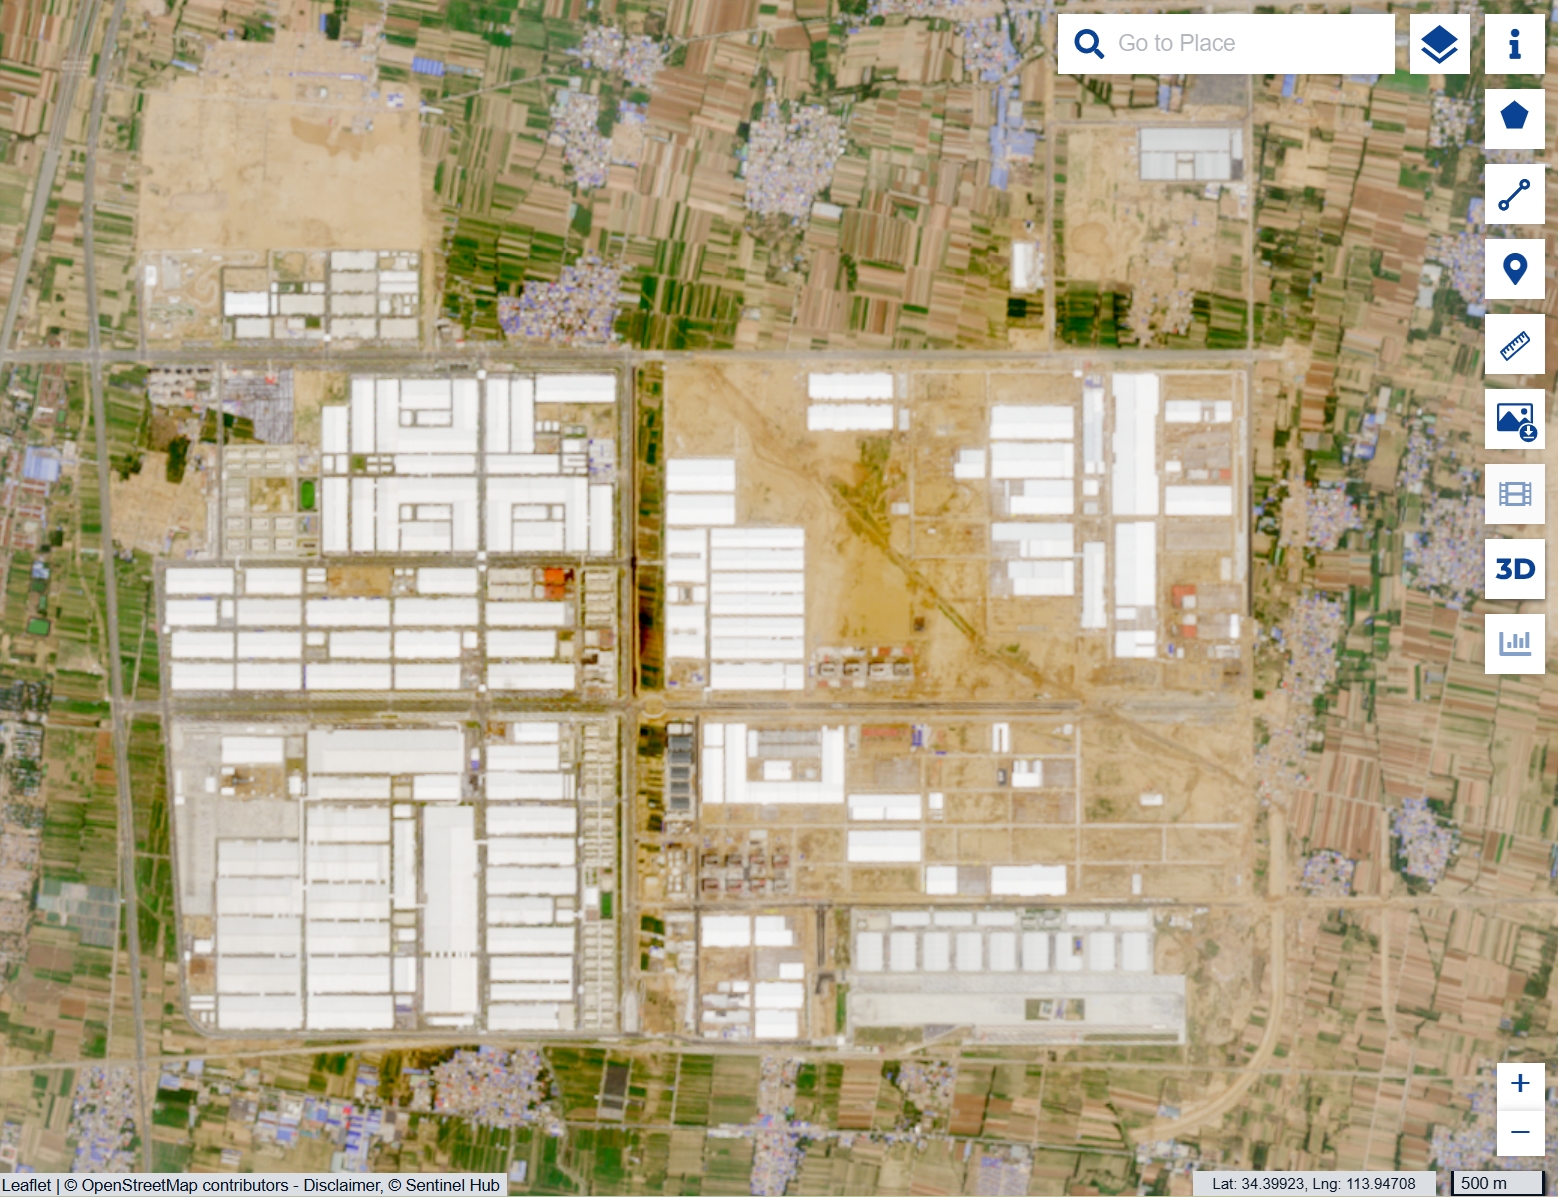 Go to Place
3D
+
−
Leaflet | © OpenStreetMap contributors - Disclaimer, © Sentinel Hub
Lat: 34.39923, Lng: 113.94708
500 m